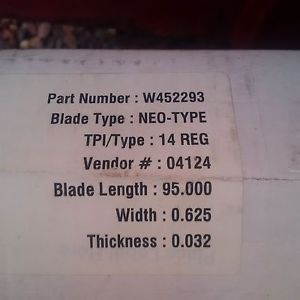 Part Number : W452293
Blade Type : NEO-TYPE
TPI/Type : 14 REG
Vendor # : 04124
Blade Length : 95.000
Width : 0.625
Thickness : 0.032